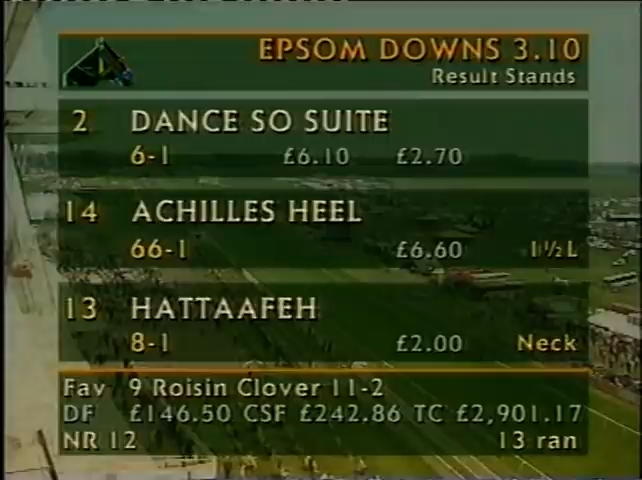 EPSOM DOWNS 3.10
Result Stands
2 DANCE SO SUITE
6-1 £6.10 £2.70
14 ACHILLES HEEL
66-1 £6.60 1½L
13 HATTAAFEH
8-1 £2.00 Neck
Fav 9 Roisin Clover 11-2
DF £146.50 CSF £242.86 TC £2,901.17
NR 12 13 ran